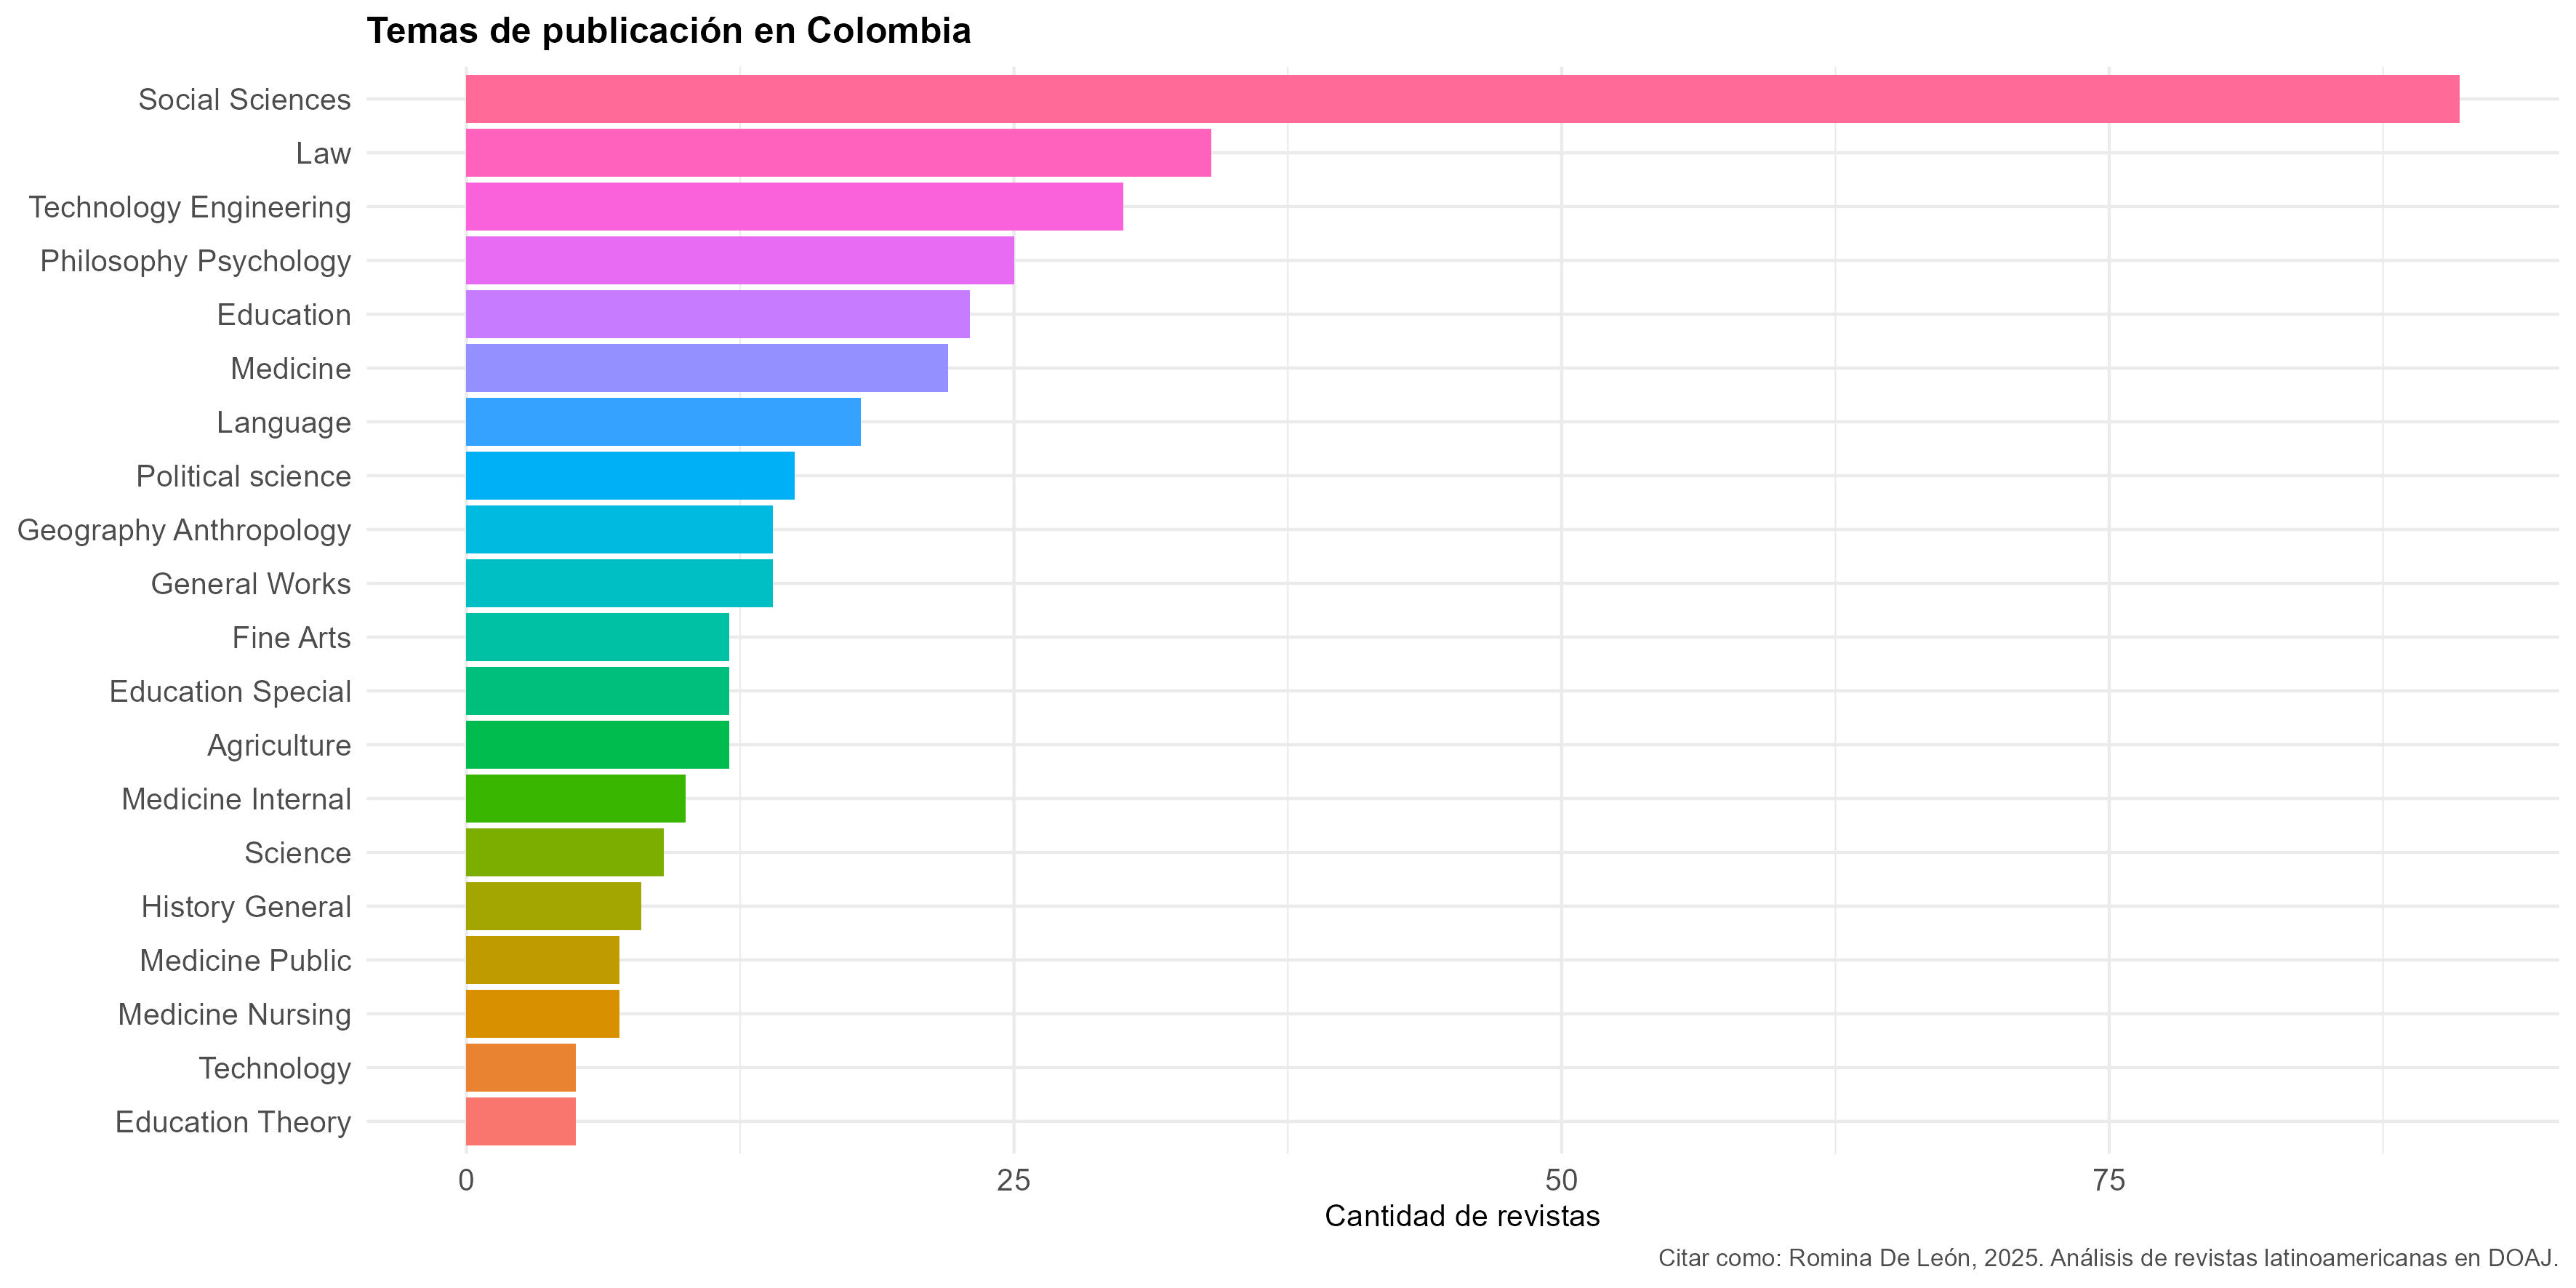 Temas de publicación en Colombia
Social Sciences
Law
Technology Engineering
Philosophy Psychology
Education
Medicine
Language
Political science
Geography Anthropology
General Works
Fine Arts
Education Special
Agriculture
Medicine Internal
Science
History General
Medicine Public
Medicine Nursing
Technology
Education Theory
0 25 50 75
Cantidad de revistas
Citar como: Romina De León, 2025. Análisis de revistas latinoamericanas en DOAJ.